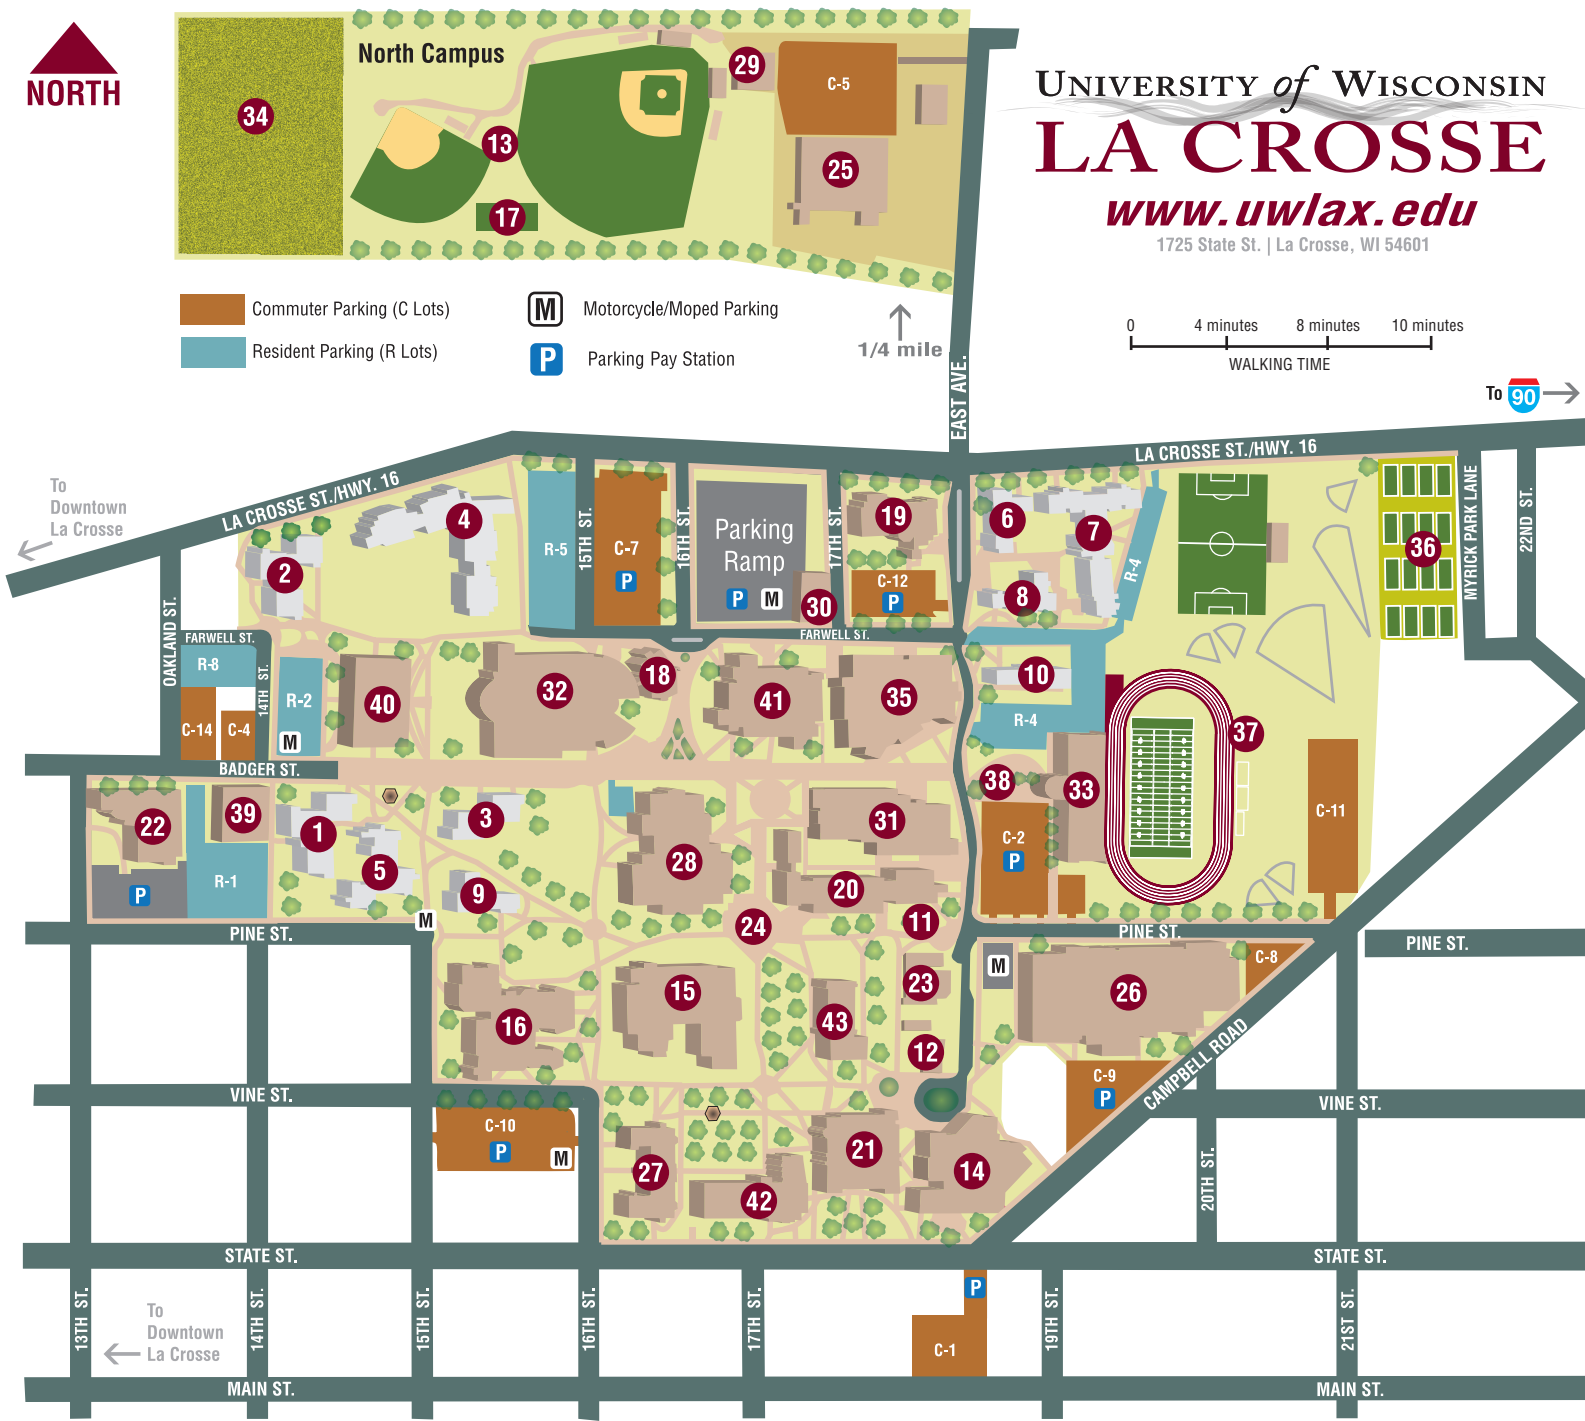 NORTH
North Campus
34
13
17
29
C-5
25
UNIVERSITY of WISCONSIN
LA CROSSE
www.uwlax.edu
1725 State St. | La Crosse, WI 54601
Commuter Parking (C Lots)
Resident Parking (R Lots)
M
Motorcycle/Moped Parking
P
Parking Pay Station
1/4 mile
0
4 minutes
8 minutes
10 minutes
WALKING TIME
To 90
EAST AVE.
LA CROSSE ST./HWY. 16
LA CROSSE ST./HWY. 16
To
Downtown
La Crosse
4
2
R-5
15TH ST.
C-7
P
16TH ST.
Parking
Ramp
P
M
30
17TH ST.
19
C-12
P
6
7
8
R-4
36
MYRICK PARK LANE
22ND ST.
OAKLAND ST.
FARWELL ST.
FARWELL ST.
R-8
14TH ST.
C-14
C-4
R-2
M
40
32
18
41
35
10
R-4
37
BADGER ST.
22
39
1
5
3
9
28
31
20
38
33
C-2
P
C-11
P
R-1
M
24
11
PINE ST.
PINE ST.
PINE ST.
16
15
43
23
12
M
26
C-8
CAMPBELL ROAD
C-9
P
VINE ST.
VINE ST.
C-10
P
M
27
42
21
14
20TH ST.
STATE ST.
STATE ST.
13TH ST.
14TH ST.
15TH ST.
16TH ST.
17TH ST.
19TH ST.
21ST ST.
To
Downtown
La Crosse
P
C-1
MAIN ST.
MAIN ST.